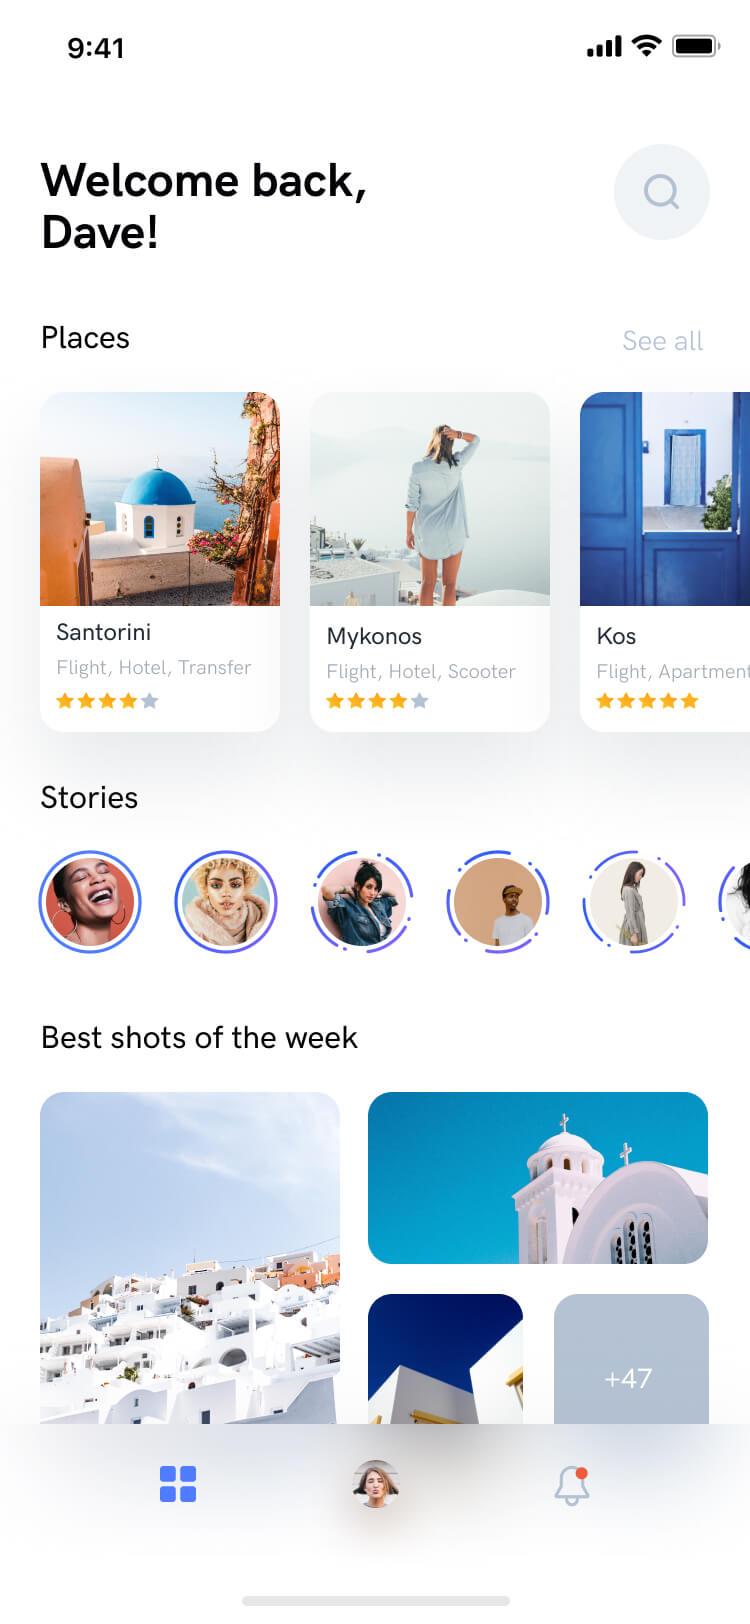 9:41
Welcome back,
Dave!
Places
See all
Santorini
Flight, Hotel, Transfer
Mykonos
Flight, Hotel, Scooter
Kos
Flight, Apartment
Stories
Best shots of the week
+47